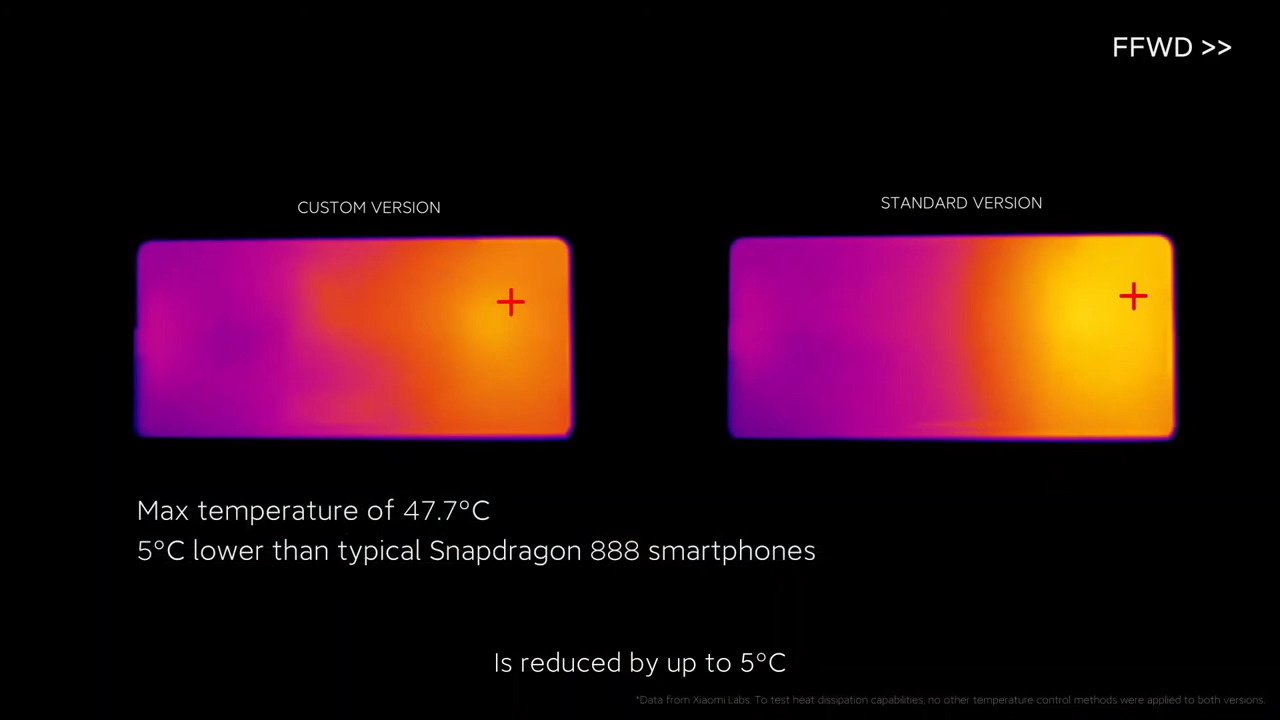 FFWD >>
CUSTOM VERSION
STANDARD VERSION
Max temperature of 47.7°C
5°C lower than typical Snapdragon 888 smartphones
Is reduced by up to 5°C
*Data from Xiaomi Labs. To test heat dissipation capabilities, no other temperature control methods were applied to both versions.